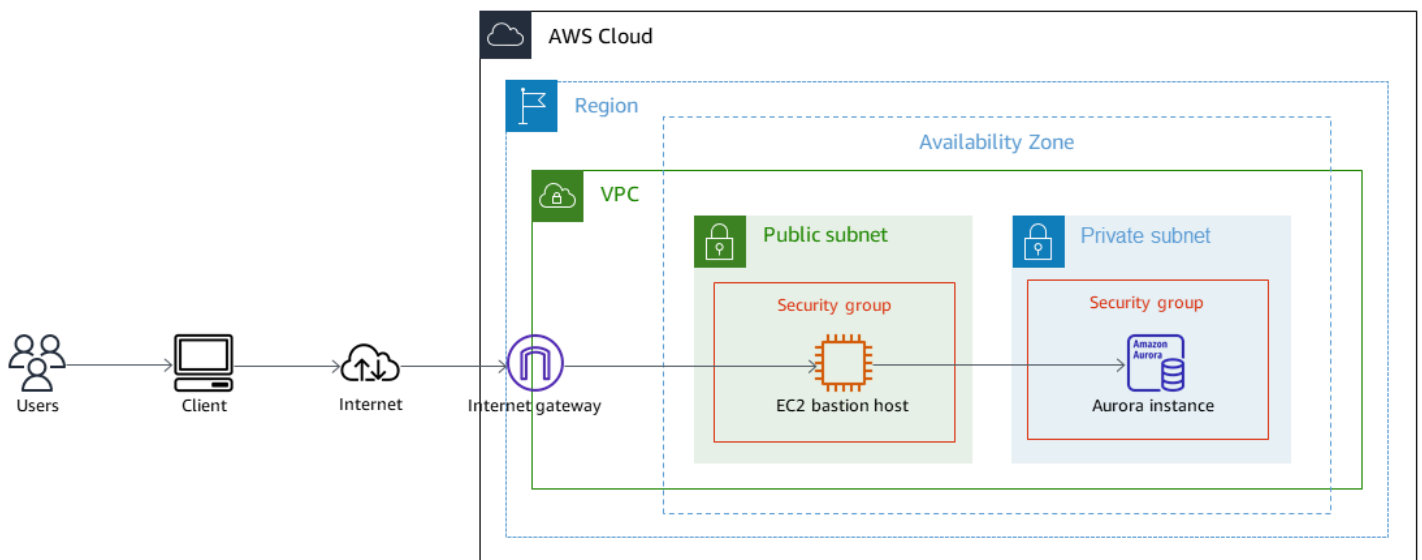 AWS Cloud
Region
Availability Zone
VPC
Public subnet
Private subnet
Security group
Security group
Amazon
Aurora
Users
Client
Internet
Internet gateway
EC2 bastion host
Aurora instance